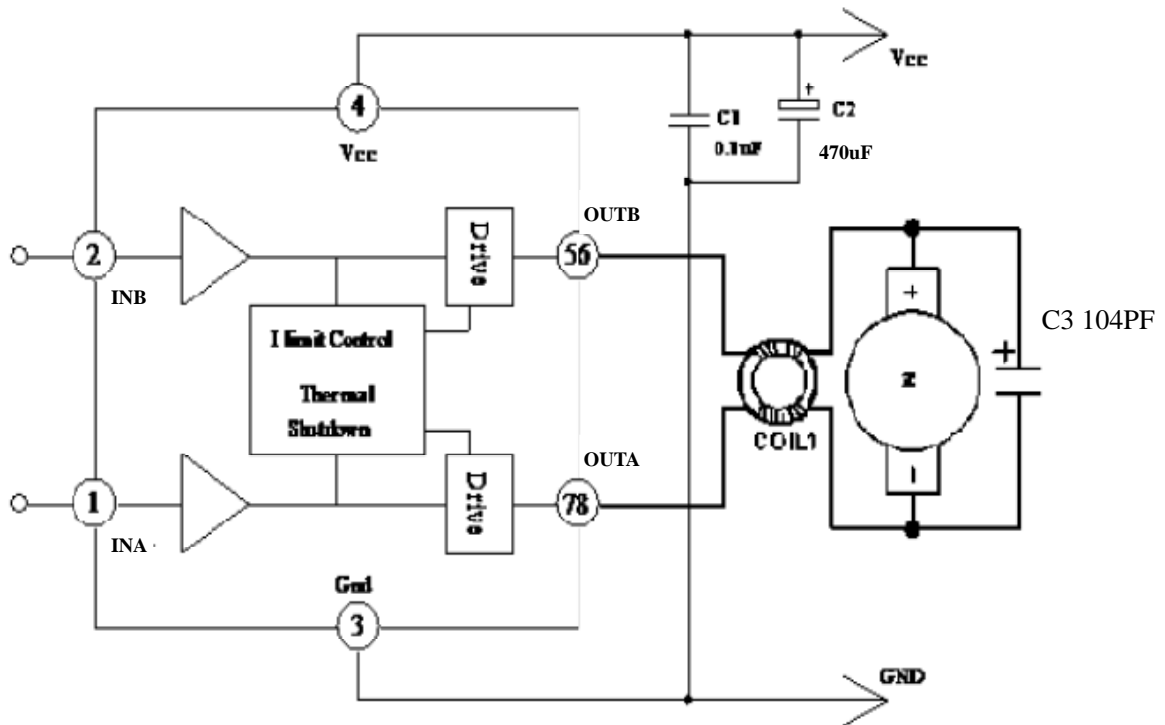 Vcc
4
Vcc
C1
0.1uF
+
C2
470uF
OUTB
2
INB
Drive
56
I limit Control
Thermal
Shutdown
+
C3 104PF
+
COIL1
OUTA
1
INA
Drive
78
Gnd
3
GND